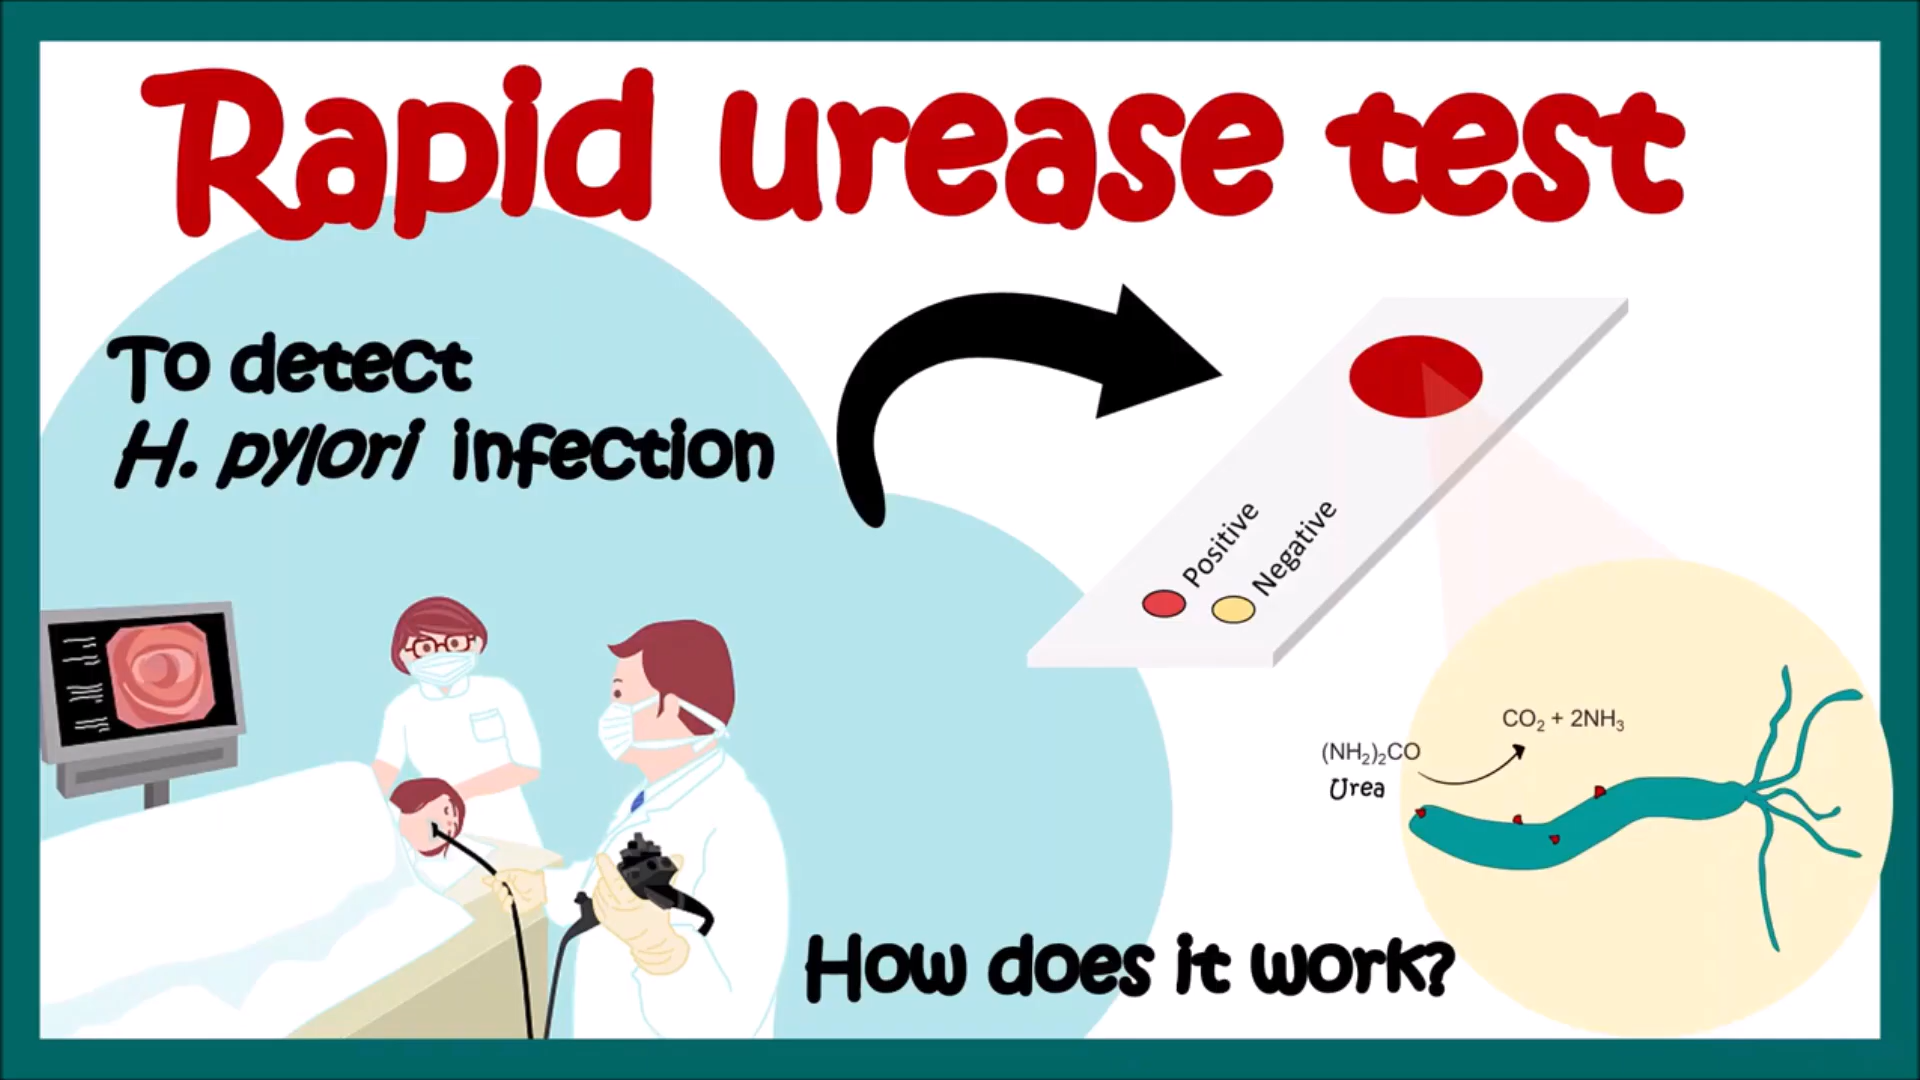 Rapid urease test
To detect
H. pylori infection
Positive
Negative
CO₂ + 2NH₃
(NH₂)₂CO
Urea
How does it work?